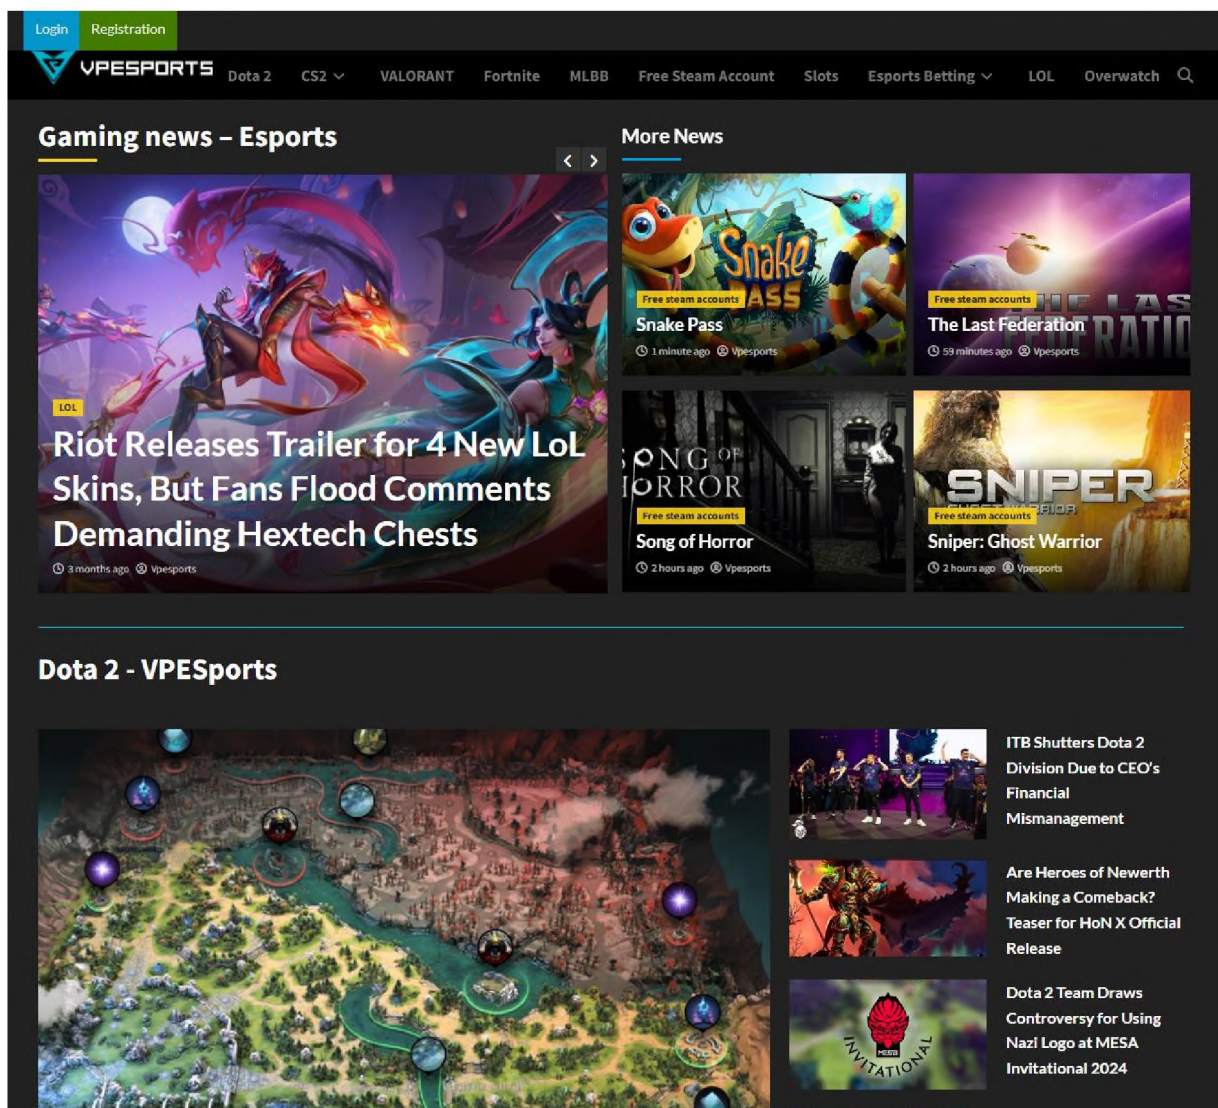 Login Registration
VPESPORTS Dota 2 CS2 VALORANT Fortnite MLBB Free Steam Account Slots Esports Betting LOL Overwatch
Gaming news – Esports
LOL
Riot Releases Trailer for 4 New LoL
Skins, But Fans Flood Comments
Demanding Hextech Chests
3 months ago Vpesports
More News
Snake
PASS
Free steam accounts
Snake Pass
1 minute ago Vpesports
THE LAS
FEDERATIO
Free steam accounts
The Last Federation
59 minutes ago Vpesports
SONG OF
HORROR
Free steam accounts
Song of Horror
2 hours ago Vpesports
SNIPER
GHOST WARRIOR
Free steam accounts
Sniper: Ghost Warrior
2 hours ago Vpesports
Dota 2 - VPESports
ITB Shutters Dota 2
Division Due to CEO's
Financial
Mismanagement
Are Heroes of Newerth
Making a Comeback?
Teaser for HoN X Official
Release
MESA
INVITATIONAL
Dota 2 Team Draws
Controversy for Using
Nazi Logo at MESA
Invitational 2024